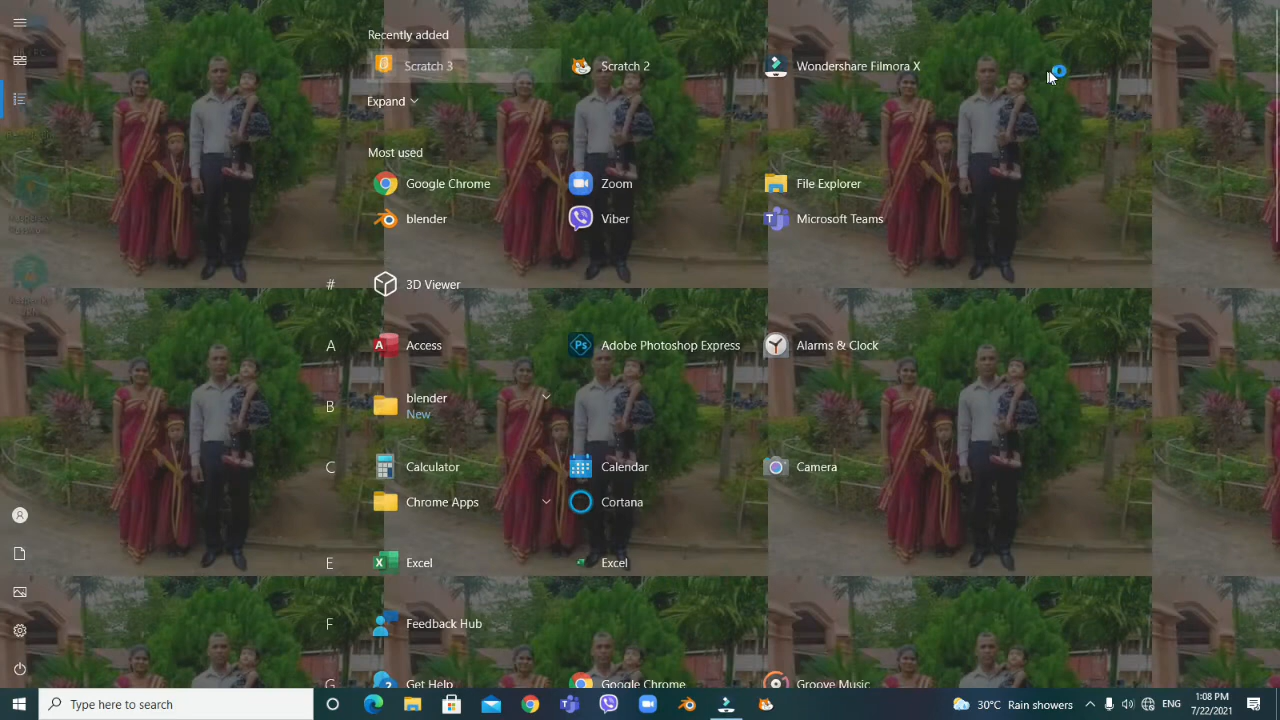 Recently added
Scratch 3
Scratch 2
Wondershare Filmora X
Expand
Most used
Google Chrome
Zoom
File Explorer
blender
Viber
Microsoft Teams
#
3D Viewer
A
Access
Adobe Photoshop Express
Alarms & Clock
B
blender
New
C
Calculator
Calendar
Camera
Chrome Apps
Cortana
E
Excel
Excel
F
Feedback Hub
G
Get Help
Google Chrome
Groove Music
Type here to search
30°C Rain showers
ENG
1:08 PM
7/22/2021